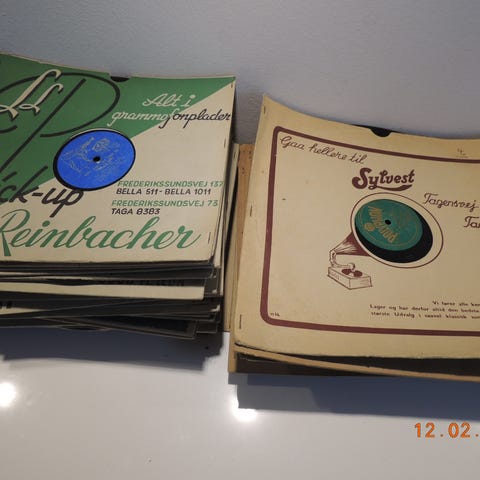 Alt i
grammofonplader
Pick-up
FREDERIKSSUNDSVEJ 137
BELLA 511 - BELLA 1011
FREDERIKSSUNDSVEJ 73
TAGA 8383
Reinbacher
Gaa hellere til
Sylvest
Tagensvej
Vi fører alle
Lager og har derfor altid den bedste
største Udvalg i saavel klassisk som
12.02.